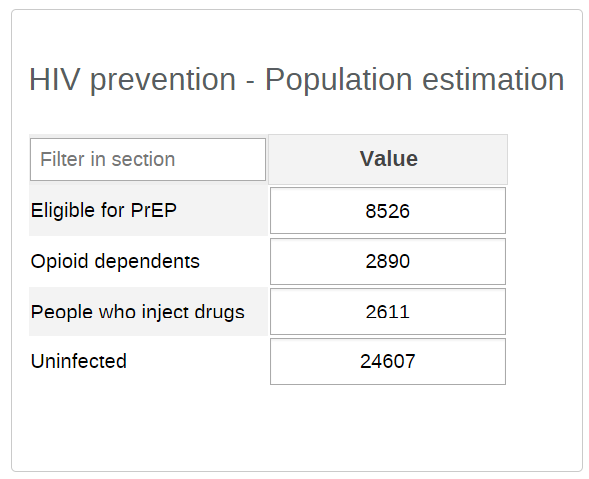 HIV prevention - Population estimation
Filter in section Value
Eligible for PrEP 8526
Opioid dependents 2890
People who inject drugs 2611
Uninfected 24607